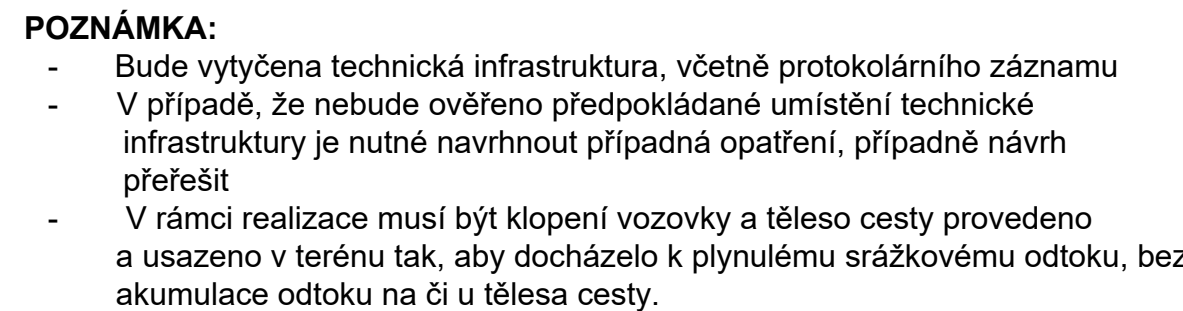 POZNÁMKA:
- Bude vytyčena technická infrastruktura, včetně protokolárního záznamu
- V případě, že nebude ověřeno předpokládané umístění technické
infrastruktury je nutné navrhnout případná opatření, případně návrh
přeřešit
- V rámci realizace musí být klopení vozovky a těleso cesty provedeno
a usazeno v terénu tak, aby docházelo k plynulému srážkovému odtoku, bez
akumulace odtoku na či u tělesa cesty.